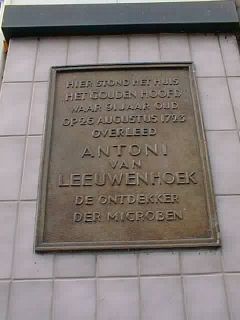 HIER STOND HET HUIS
HET GOUDEN HOOFD
WAAR 91 JAAR OUD
OP 26 AUGUSTUS 1723
OVERLEED
ANTONI
VAN
LEEUWENHOEK
DE ONTDEKKER
DER MICROBEN